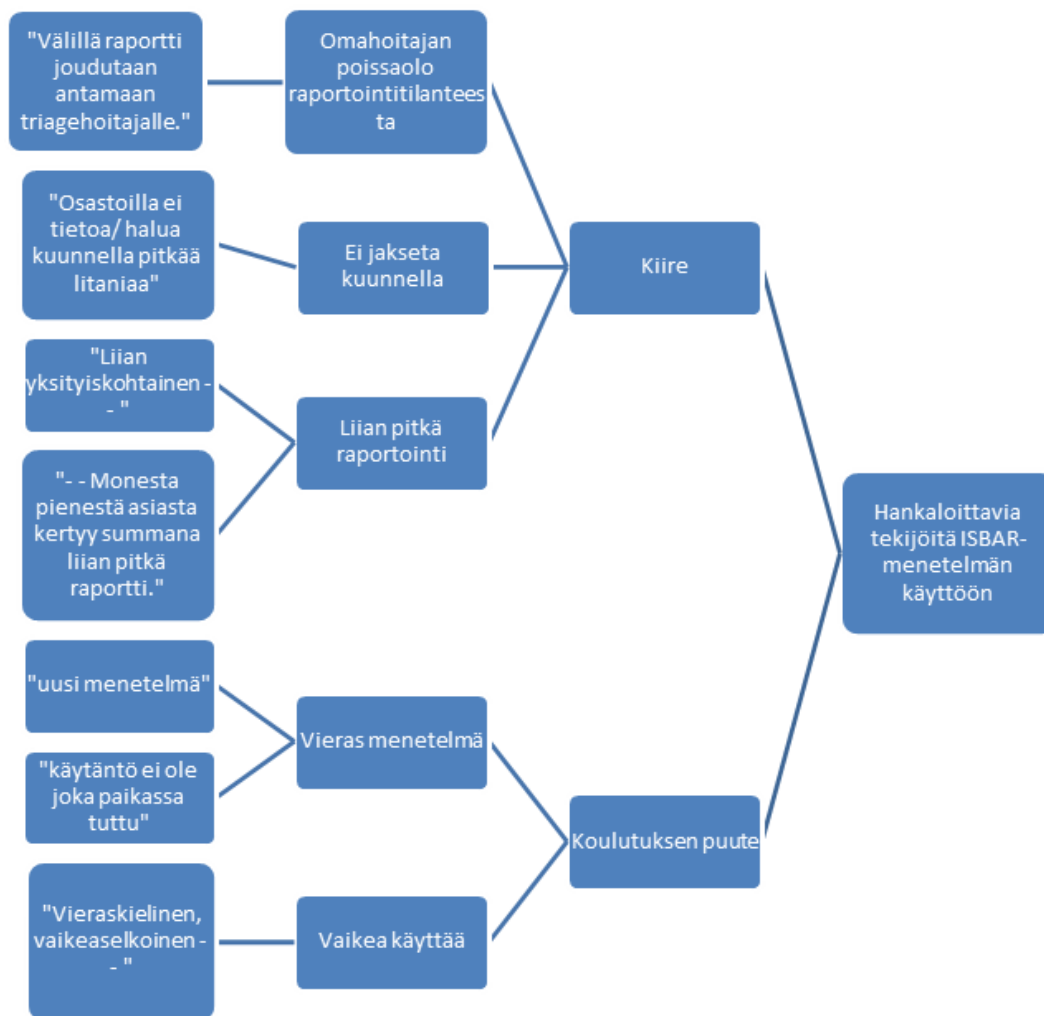 "Välillä raportti
joudutaan
antamaan
triagehoitajalle."
Omahoitajan
poissaolo
raportointitilantees
ta
"Osastoilla ei
tietoa/ halua
kuunnella pitkää
litaniaa"
Ei jakseta
kuunnella
Kiire
"Liian
yksityiskohtainen -
- "
Liian pitkä
raportointi
"- - Monesta
pienestä asiasta
kertyy summana
liian pitkä
raportti."
Hankaloittavia
tekijöitä ISBAR-
menetelmän
käyttöön
"uusi menetelmä"
Vieras menetelmä
"käytäntö ei ole
joka paikassa
tuttu"
Koulutuksen puute
"Vieraskielinen,
vaikeaselkoinen -
- "
Vaikea käyttää